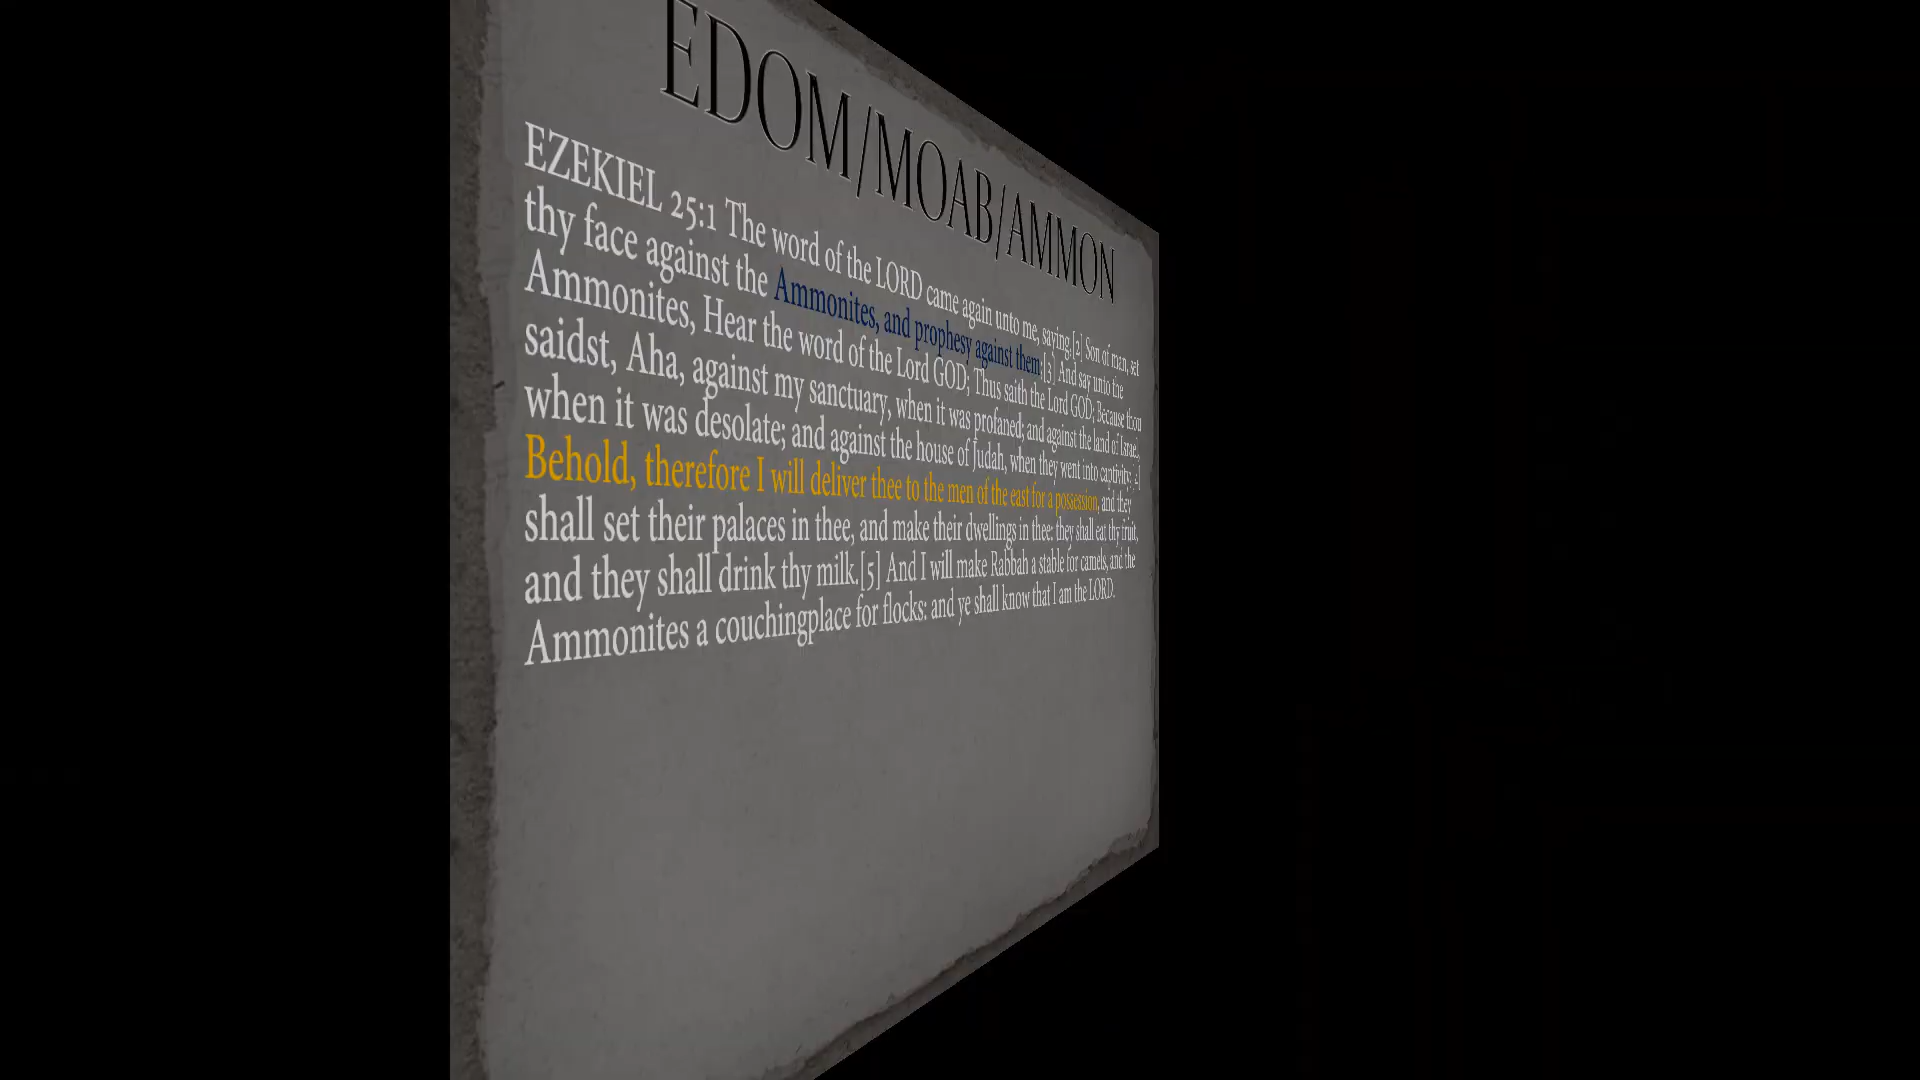 EDOM/MOAB/AMMON
EZEKIEL 25:1 The word of the LORD came again unto me, saying,[2] Son of man, set
thy face against the Ammonites, and prophesy against them;[3] And say unto the
Ammonites, Hear the word of the Lord GOD; Thus saith the Lord GOD; Because thou
saidst, Aha, against my sanctuary, when it was profaned; and against the land of Israel,
when it was desolate; and against the house of Judah, when they went into captivity;[4]
Behold, therefore I will deliver thee to the men of the east for a possession, and they
shall set their palaces in thee, and make their dwellings in thee: they shall eat thy fruit,
and they shall drink thy milk.[5] And I will make Rabbah a stable for camels, and the
Ammonites a couchingplace for flocks: and ye shall know that I am the LORD.